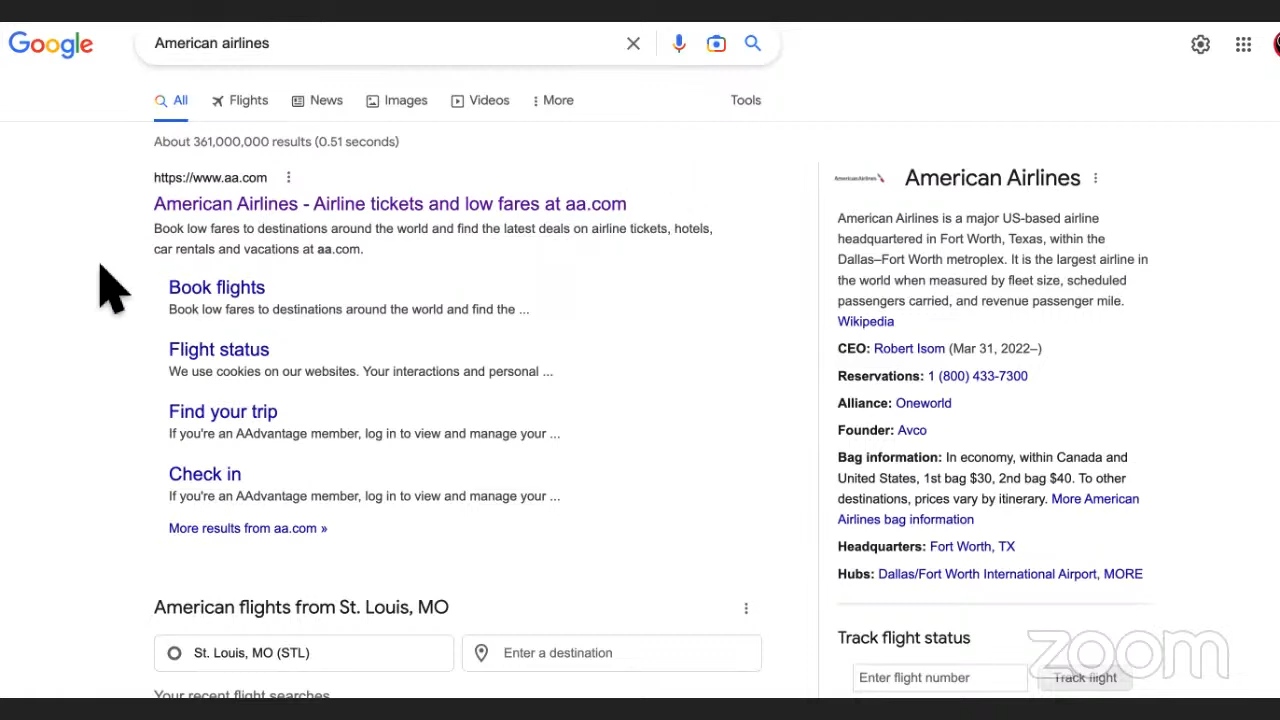 Google
American airlines
All
Flights
News
Images
Videos
More
Tools
About 361,000,000 results (0.51 seconds)
https://www.aa.com
American Airlines - Airline tickets and low fares at aa.com
Book low fares to destinations around the world and find the latest deals on airline tickets, hotels,
car rentals and vacations at aa.com.
Book flights
Book low fares to destinations around the world and find the ...
Flight status
We use cookies on our websites. Your interactions and personal ...
Find your trip
If you're an AAdvantage member, log in to view and manage your ...
Check in
If you're an AAdvantage member, log in to view and manage your ...
More results from aa.com »
American flights from St. Louis, MO
St. Louis, MO (STL)
Enter a destination
Your recent flight searches
AmericanAirlines
American Airlines
American Airlines is a major US-based airline
headquartered in Fort Worth, Texas, within the
Dallas–Fort Worth metroplex. It is the largest airline in
the world when measured by fleet size, scheduled
passengers carried, and revenue passenger mile.
Wikipedia
CEO: Robert Isom (Mar 31, 2022–)
Reservations: 1 (800) 433-7300
Alliance: Oneworld
Founder: Avco
Bag information: In economy, within Canada and
United States, 1st bag $30, 2nd bag $40. To other
destinations, prices vary by itinerary. More American
Airlines bag information
Headquarters: Fort Worth, TX
Hubs: Dallas/Fort Worth International Airport, MORE
Track flight status
Enter flight number
Track flight
zoom